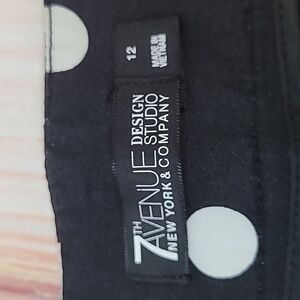 7TH
AVENUE DESIGN STUDIO
NEW YORK & COMPANY
12
MADE IN
VIETNAM